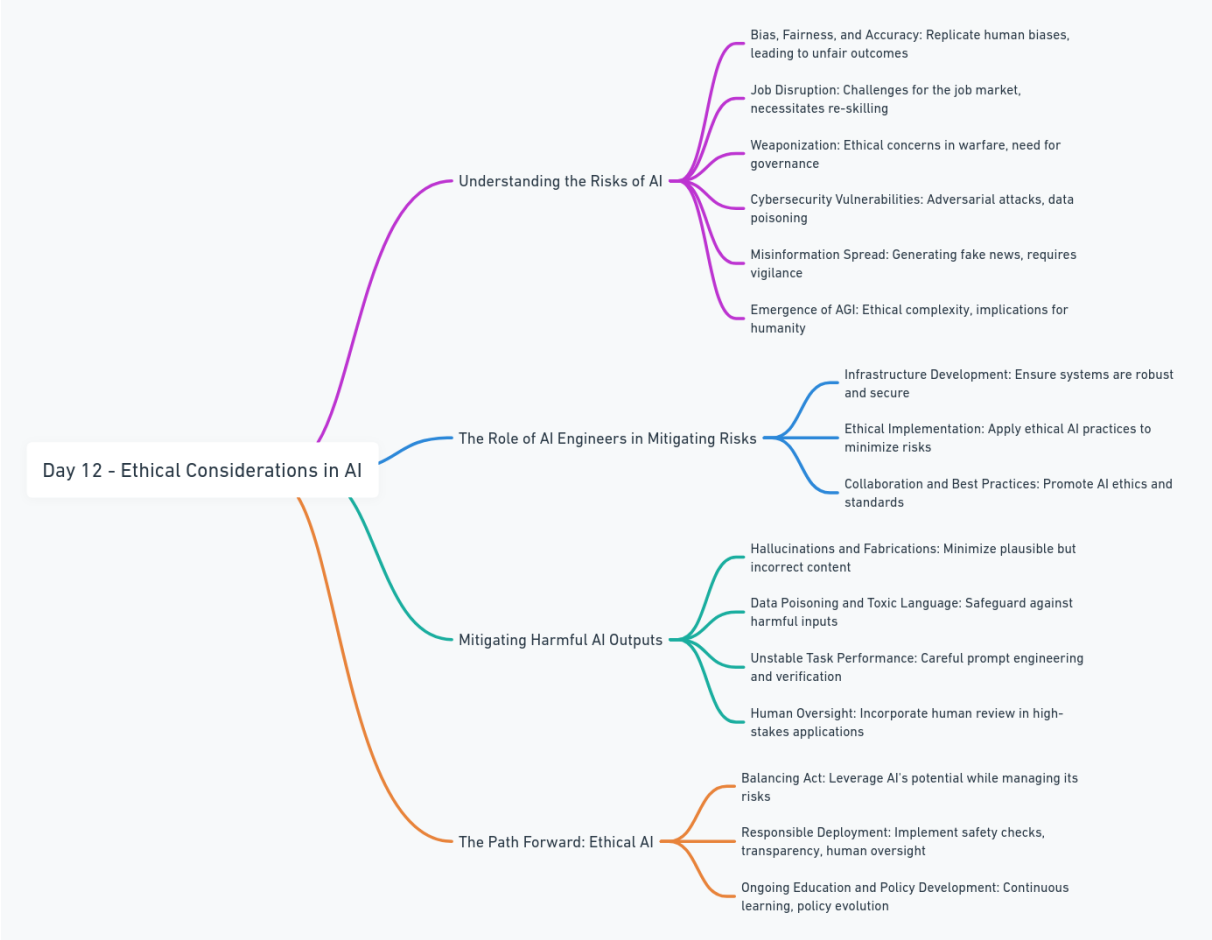 Day 12 - Ethical Considerations in AI
Understanding the Risks of AI
Bias, Fairness, and Accuracy: Replicate human biases,
leading to unfair outcomes
Job Disruption: Challenges for the job market,
necessitates re-skilling
Weaponization: Ethical concerns in warfare, need for
governance
Cybersecurity Vulnerabilities: Adversarial attacks, data
poisoning
Misinformation Spread: Generating fake news, requires
vigilance
Emergence of AGI: Ethical complexity, implications for
humanity
The Role of AI Engineers in Mitigating Risks
Infrastructure Development: Ensure systems are robust
and secure
Ethical Implementation: Apply ethical AI practices to
minimize risks
Collaboration and Best Practices: Promote AI ethics and
standards
Mitigating Harmful AI Outputs
Hallucinations and Fabrications: Minimize plausible but
incorrect content
Data Poisoning and Toxic Language: Safeguard against
harmful inputs
Unstable Task Performance: Careful prompt engineering
and verification
Human Oversight: Incorporate human review in high-
stakes applications
The Path Forward: Ethical AI
Balancing Act: Leverage AI's potential while managing its
risks
Responsible Deployment: Implement safety checks,
transparency, human oversight
Ongoing Education and Policy Development: Continuous
learning, policy evolution